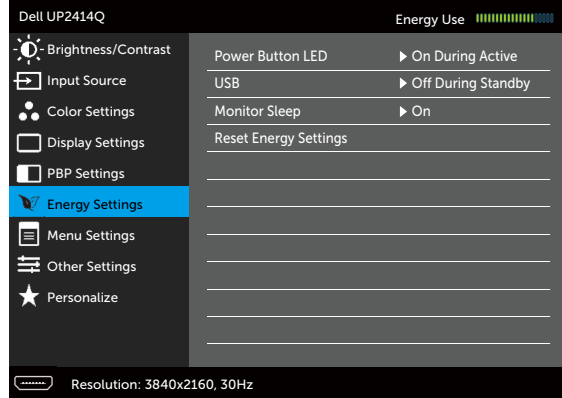 Dell UP2414Q
Energy Use
Brightness/Contrast
Input Source
Color Settings
Display Settings
PBP Settings
Energy Settings
Menu Settings
Other Settings
Personalize
Power Button LED On During Active
USB Off During Standby
Monitor Sleep On
Reset Energy Settings
Resolution: 3840x2160, 30Hz